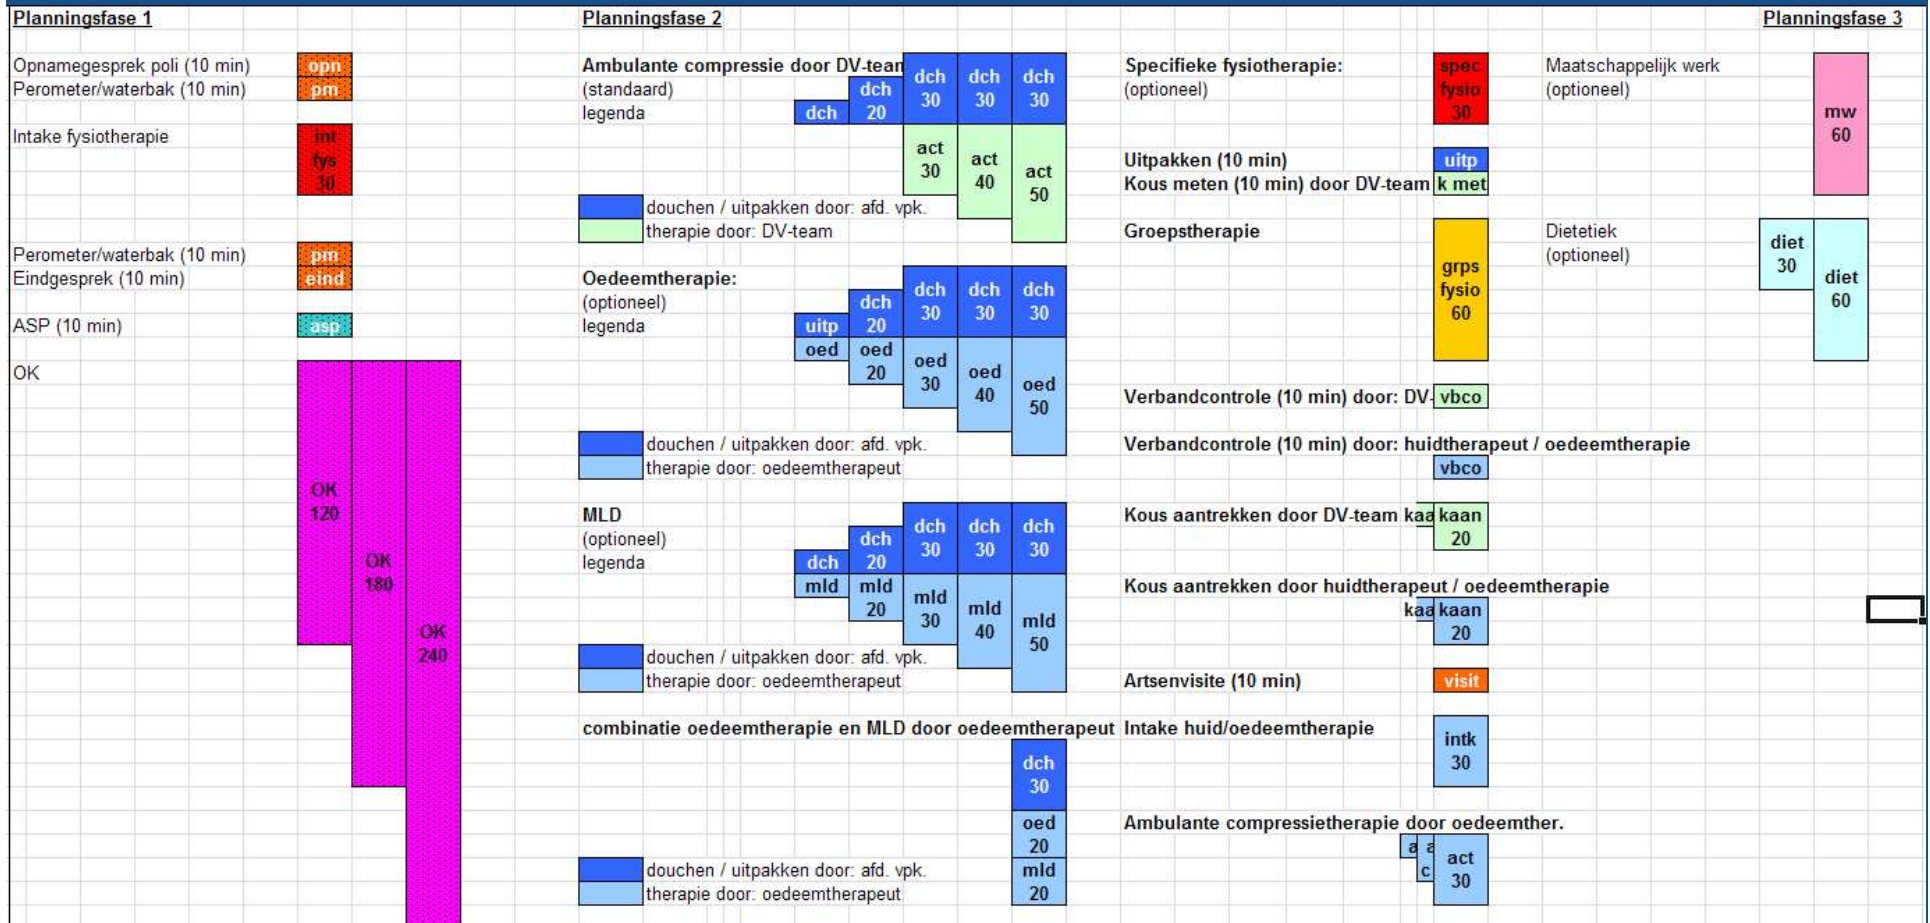 Planningsfase 1
Opnamegesprek poli (10 min)
opn
Perometer/waterbak (10 min)
pm
Intake fysiotherapie
int
fys
30
Perometer/waterbak (10 min)
pm
Eindgesprek (10 min)
eind
ASP (10 min)
asp
OK
OK
120
OK
180
OK
240
Planningsfase 2
Ambulante compressie door DV-team
(standaard)
legenda
dch
dch
20
dch
30
dch
30
dch
30
act
30
act
40
act
50
douchen / uitpakken door: afd. vpk.
therapie door: DV-team
Oedeemtherapie:
(optioneel)
legenda
uitp
dch
20
dch
30
dch
30
dch
30
oed
oed
20
oed
30
oed
40
oed
50
douchen / uitpakken door: afd. vpk.
therapie door: oedeemtherapeut
MLD
(optioneel)
legenda
dch
dch
20
dch
30
dch
30
dch
30
mld
mld
20
mld
30
mld
40
mld
50
douchen / uitpakken door: afd. vpk.
therapie door: oedeemtherapeut
combinatie oedeemtherapie en MLD door oedeemtherapeut
dch
30
oed
20
mld
20
douchen / uitpakken door: afd. vpk.
therapie door: oedeemtherapeut
Specifieke fysiotherapie:
(optioneel)
spec
fysio
30
Uitpakken (10 min)
uitp
Kous meten (10 min) door DV-team
k met
Groepstherapie
grps
fysio
60
Verbandcontrole (10 min) door: DV-
vbco
Verbandcontrole (10 min) door: huidtherapeut / oedeemtherapie
vbco
Kous aantrekken door DV-team
kaa
kaan
20
Kous aantrekken door huidtherapeut / oedeemtherapie
kaa
kaan
20
Artsenvisite (10 min)
visit
Intake huid/oedeemtherapie
intk
30
Ambulante compressietherapie door oedeemther.
a
a
c
act
30
Planningsfase 3
Maatschappelijk werk
(optioneel)
mw
60
Dietetiek
(optioneel)
diet
30
diet
60